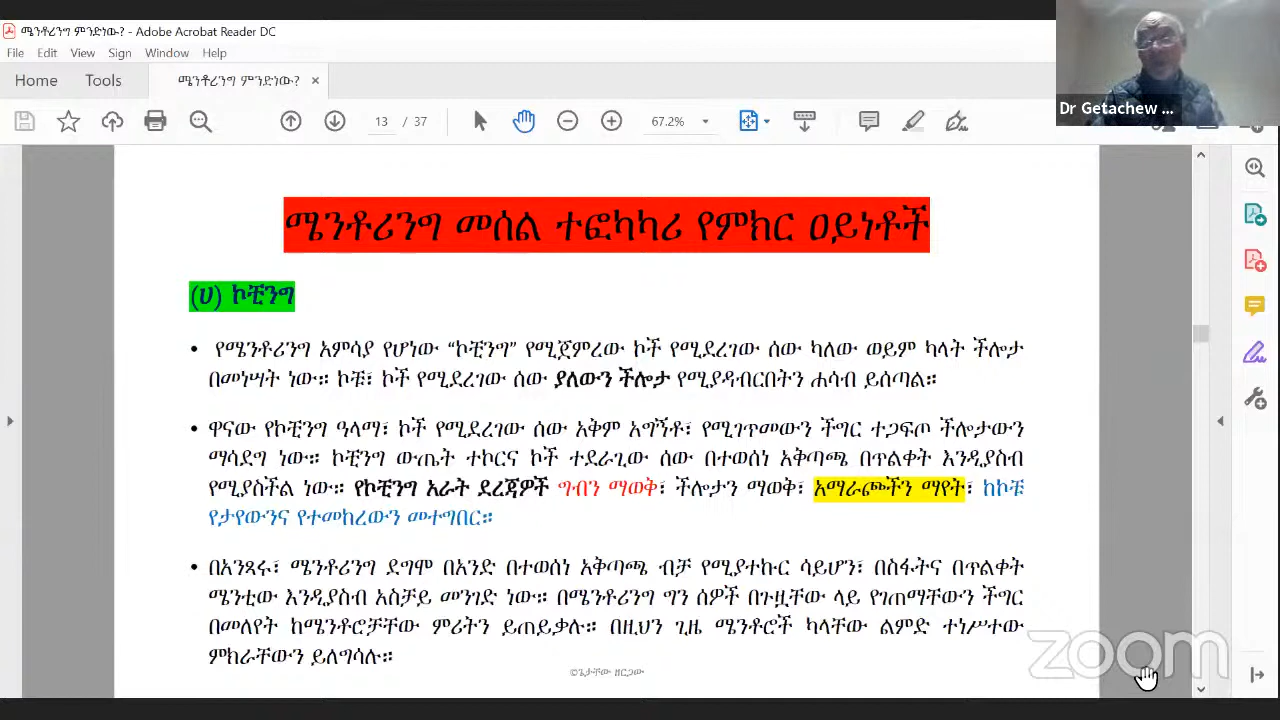 ሜንቶሪንግ ምንድነው? - Adobe Acrobat Reader DC
File Edit View Sign Window Help
Home Tools ሜንቶሪንግ ምንድነው? ×
13 / 37 67.2%
Dr Getachew ...
ሜንቶሪንግ መሰል ተፎካካሪ የምክር ዐይነቶች
(ሀ) ኮቺንግ
• የሜንቶሪንግ አምሳያ የሆነው “ኮቺንግ” የሚጀምረው ኮች የሚደረገው ሰው ካለው ወይም ካላት ችሎታ
በመነሣት ነው። ኮቹ፣ ኮች የሚደረገው ሰው ያለውን ችሎታ የሚያዳብርበትን ሐሳብ ይሰጣል።
• ዋናው የኮቺንግ ዓላማ፣ ኮች የሚደረገው ሰው አቅም አግኝቶ፣ የሚገጥመውን ችግር ተጋፍጦ ችሎታውን
ማሳደግ ነው። ኮቺንግ ውጤት ተኮርና ኮች ተደራጊው ሰው በተወሰነ አቅጣጫ በጥልቀት እንዲያስብ
የሚያስችል ነው። የኮቺንግ አራት ደረጃዎች ግብን ማወቅ፣ ችሎታን ማወቅ፣ አማራጮችን ማየት፣ ከኮቹ
የታየውንና የተመከረውን መተግበር።
• በአንጻሩ፣ ሜንቶሪንግ ደግሞ በአንድ በተወሰነ አቅጣጫ ብቻ የሚያተኩር ሳይሆን፣ በስፋትና በጥልቀት
ሜንቲው እንዲያስብ አስቻይ መንገድ ነው። በሜንቶሪንግ ግን ሰዎች በጉዟቸው ላይ የገጠማቸውን ችግር
በመለየት ከሜንቶሮቻቸው ምሪትን ይጠይቃሉ። በዚህን ጊዜ ሜንቶሮች ካላቸው ልምድ ተነሥተው
ምክራቸውን ይለግሳሉ።
©ጌታቸው ዘርጋው
zoom